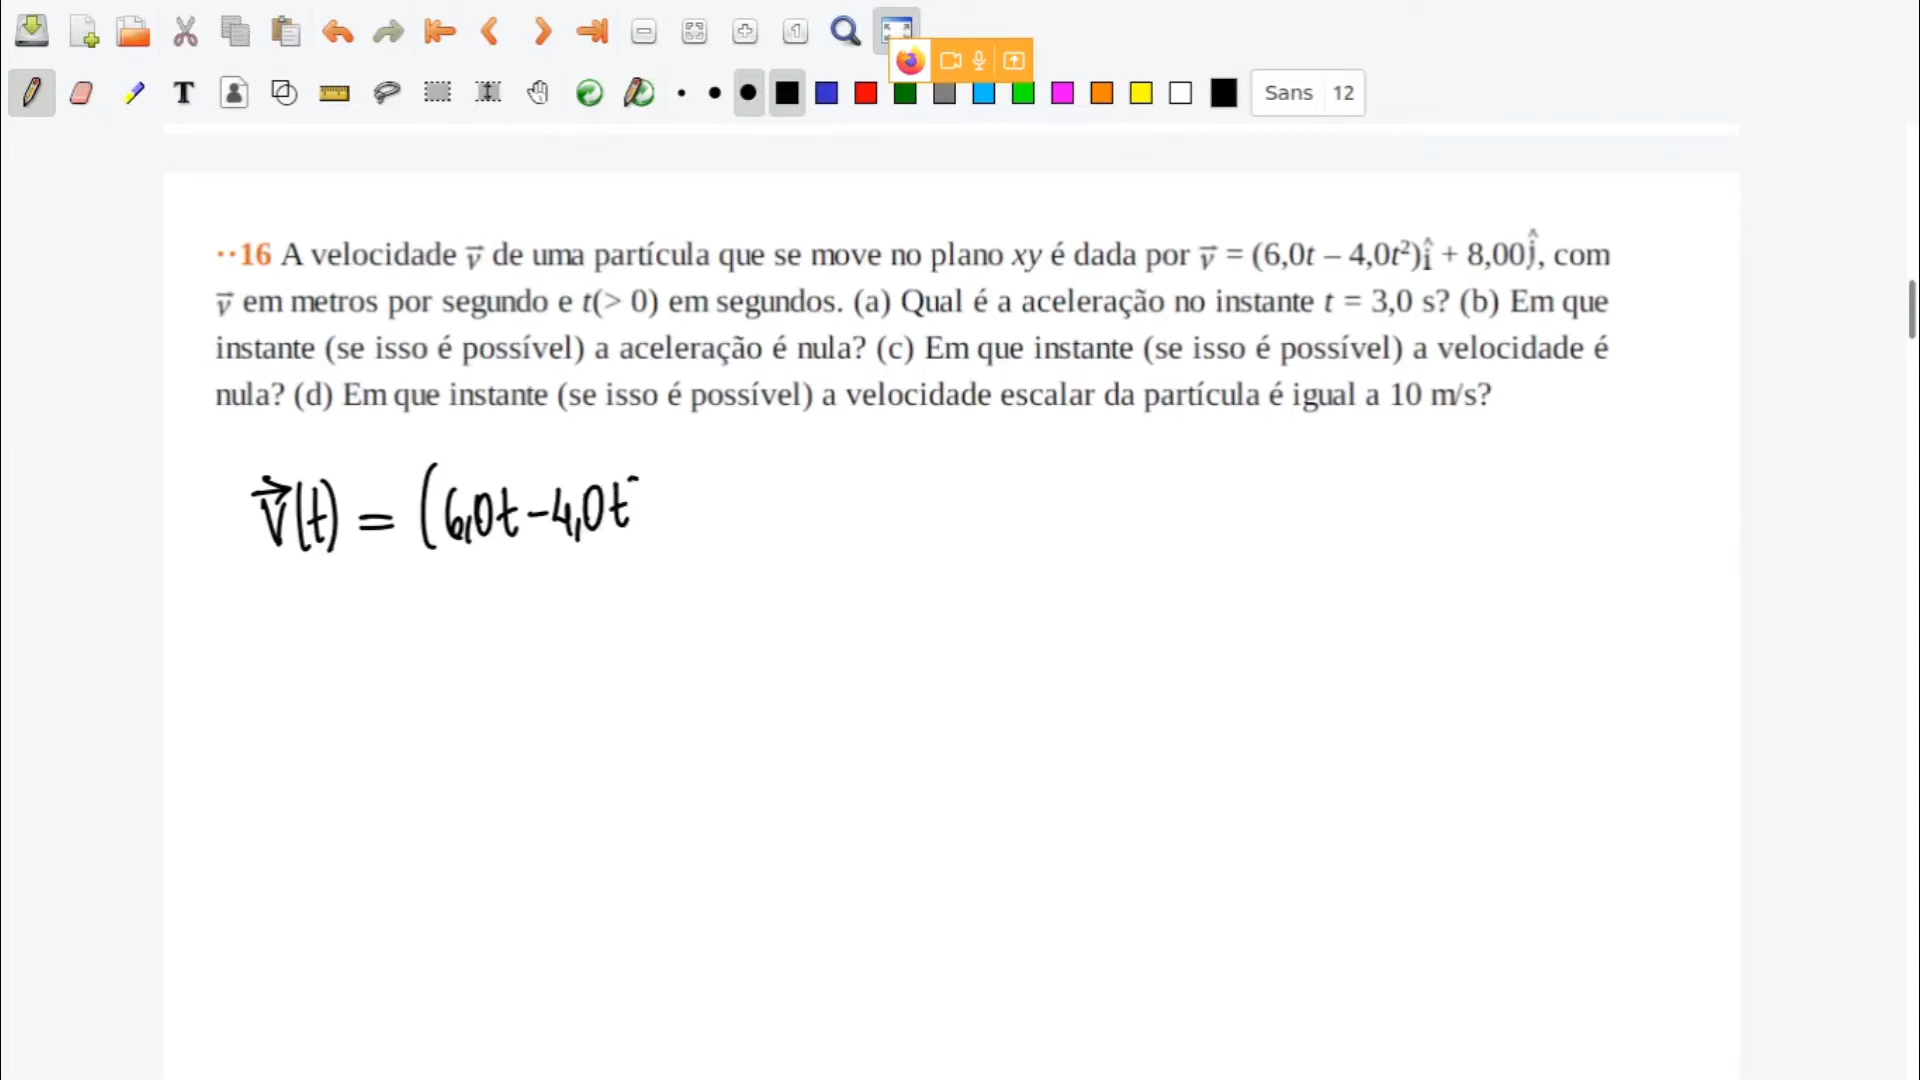 T
Sans 12
··16 A velocidade v⃗ de uma partícula que se move no plano xy é dada por v⃗ = (6,0t – 4,0t²)î + 8,00ĵ, com
v⃗ em metros por segundo e t(> 0) em segundos. (a) Qual é a aceleração no instante t = 3,0 s? (b) Em que
instante (se isso é possível) a aceleração é nula? (c) Em que instante (se isso é possível) a velocidade é
nula? (d) Em que instante (se isso é possível) a velocidade escalar da partícula é igual a 10 m/s?
v⃗(t) = (6,0t – 4,0t